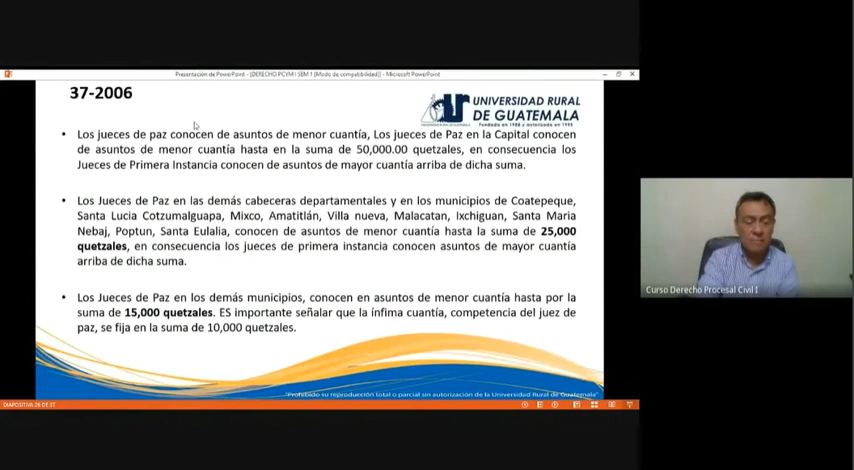 Presentación de PowerPoint - [DERECHO PCYM I SEM 1 [Modo de compatibilidad]] - Microsoft PowerPoint
37-2006
UNIVERSIDAD RURAL
DE GUATEMALA
Fundada en 1988 y autorizada en 1995
• Los jueces de paz conocen de asuntos de menor cuantía, Los jueces de Paz en la Capital conocen
de asuntos de menor cuantía hasta en la suma de 50,000.00 quetzales, en consecuencia los
Jueces de Primera Instancia conocen de asuntos de mayor cuantía arriba de dicha suma.
• Los Jueces de Paz en las demás cabeceras departamentales y en los municipios de Coatepeque,
Santa Lucia Cotzumalguapa, Mixco, Amatitlán, Villa nueva, Malacatan, Ixchiguan, Santa Maria
Nebaj, Poptun, Santa Eulalia, conocen de asuntos de menor cuantía hasta la suma de 25,000
quetzales, en consecuencia los jueces de primera instancia conocen asuntos de mayor cuantía
arriba de dicha suma.
• Los Jueces de Paz en los demás municipios, conocen en asuntos de menor cuantía hasta por la
suma de 15,000 quetzales. ES importante señalar que la ínfima cuantía, competencia del juez de
paz, se fija en la suma de 10,000 quetzales.
"Prohibido su reproducción total o parcial sin autorización de la Universidad Rural de Guatemala"
DIAPOSITIVA 26 DE 37
Curso Derecho Procesal Civil I